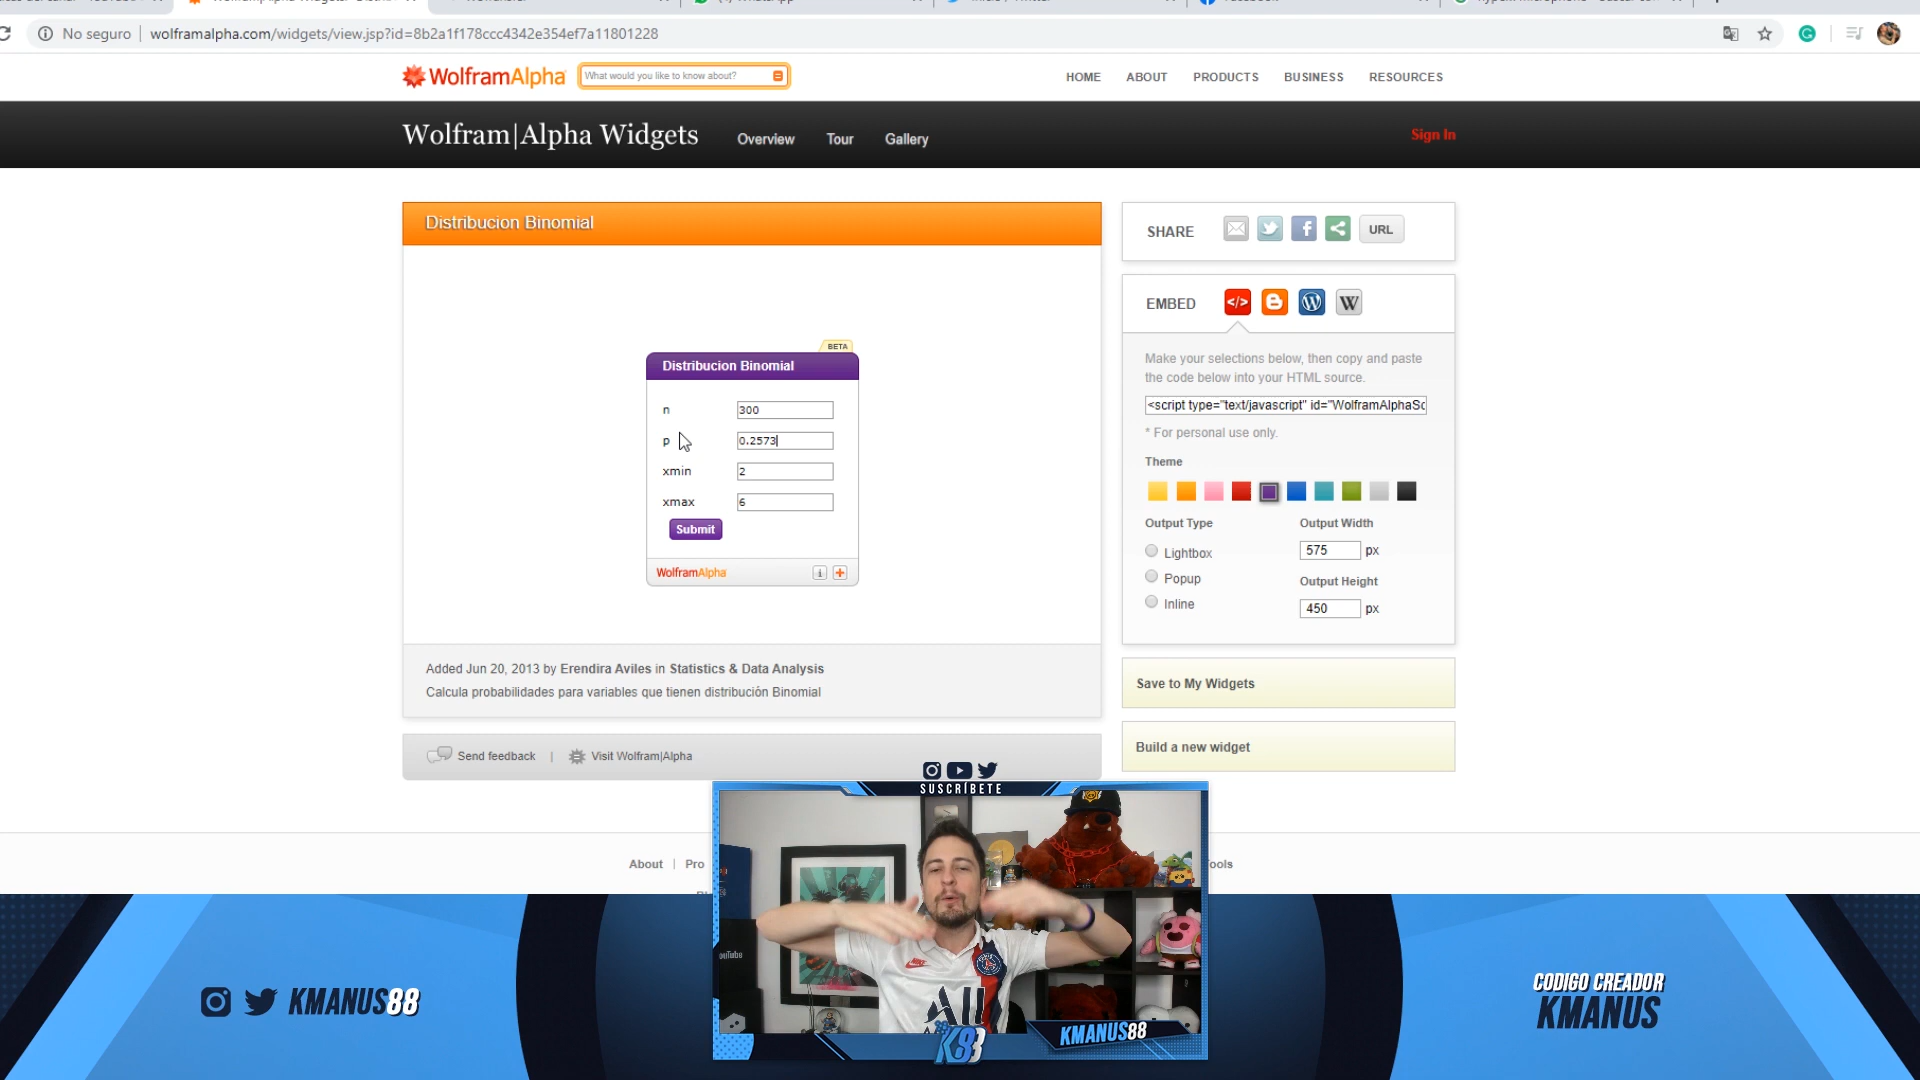 No seguro | wolframalpha.com/widgets/view.jsp?id=8b2a1f178ccc4342e354ef7a11801228
WolframAlpha
What would you like to know about?
HOME ABOUT PRODUCTS BUSINESS RESOURCES
Wolfram|Alpha Widgets Overview Tour Gallery Sign In
Distribucion Binomial
BETA
Distribucion Binomial
n 300
p 0.2573
xmin 2
xmax 6
Submit
WolframAlpha
Added Jun 20, 2013 by Erendira Aviles in Statistics & Data Analysis
Calcula probabilidades para variables que tienen distribución Binomial
Send feedback | Visit Wolfram|Alpha
SHARE URL
EMBED
Make your selections below, then copy and paste
the code below into your HTML source.
<script type="text/javascript" id="WolframAlphaSc
* For personal use only.
Theme
Output Type Output Width
Lightbox 575 px
Popup Output Height
Inline 450 px
Save to My Widgets
Build a new widget
About | Pro
SUSCRÍBETE
YouTube
K88
KMANUS88
KMANUS88
CODIGO CREADOR
KMANUS